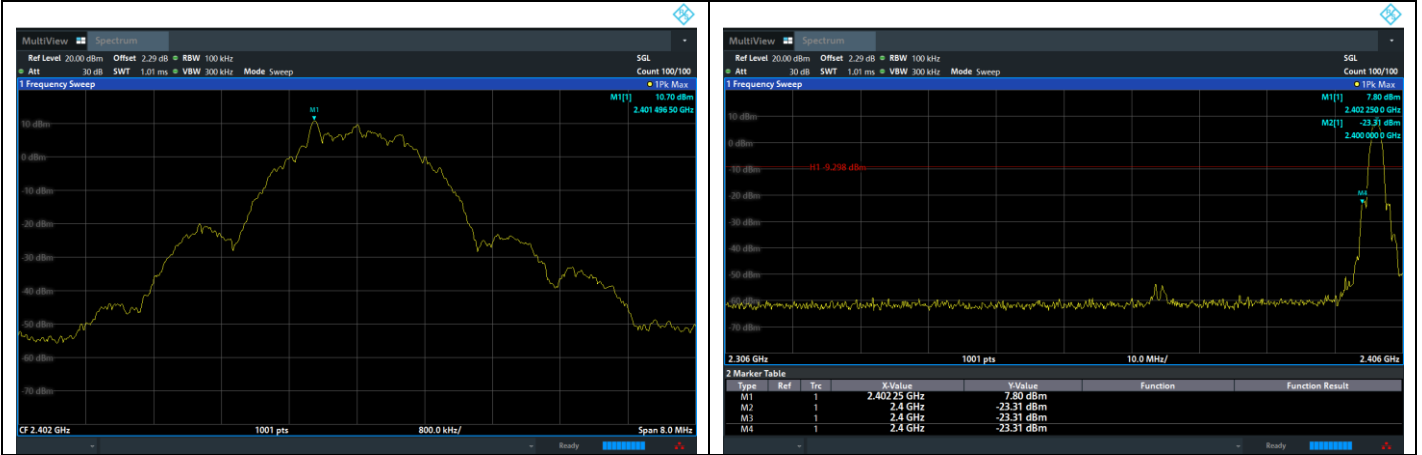 MultiView Spectrum
Ref Level 20.00 dBm Offset 2.29 dB RBW 100 kHz SGL
Att 30 dB SWT 1.01 ms VBW 300 kHz Mode Sweep Count 100/100
1 Frequency Sweep 1Pk Max
M1[1] 10.70 dBm
2.401 496 50 GHz
M1
10 dBm
0 dBm
-10 dBm
-20 dBm
-30 dBm
-40 dBm
-50 dBm
-60 dBm
-70 dBm
CF 2.402 GHz 1001 pts 800.0 kHz/ Span 8.0 MHz
Ready
MultiView Spectrum
Ref Level 20.00 dBm Offset 2.29 dB RBW 100 kHz SGL
Att 30 dB SWT 1.01 ms VBW 300 kHz Mode Sweep Count 100/100
1 Frequency Sweep 1Pk Max
M1[1] 7.80 dBm
2.402 250 0 GHz
M2[1] -23.31 dBm
2.400 000 0 GHz
10 dBm
0 dBm
-10 dBm
H1 -9.298 dBm
-20 dBm
M4
-30 dBm
-40 dBm
-50 dBm
-60 dBm
-70 dBm
2.306 GHz 1001 pts 10.0 MHz/ 2.406 GHz
2 Marker Table
Type Ref Trc X-Value Y-Value Function Function Result
M1 1 2.402 25 GHz 7.80 dBm
M2 1 2.4 GHz -23.31 dBm
M3 1 2.4 GHz -23.31 dBm
M4 1 2.4 GHz -23.31 dBm
Ready